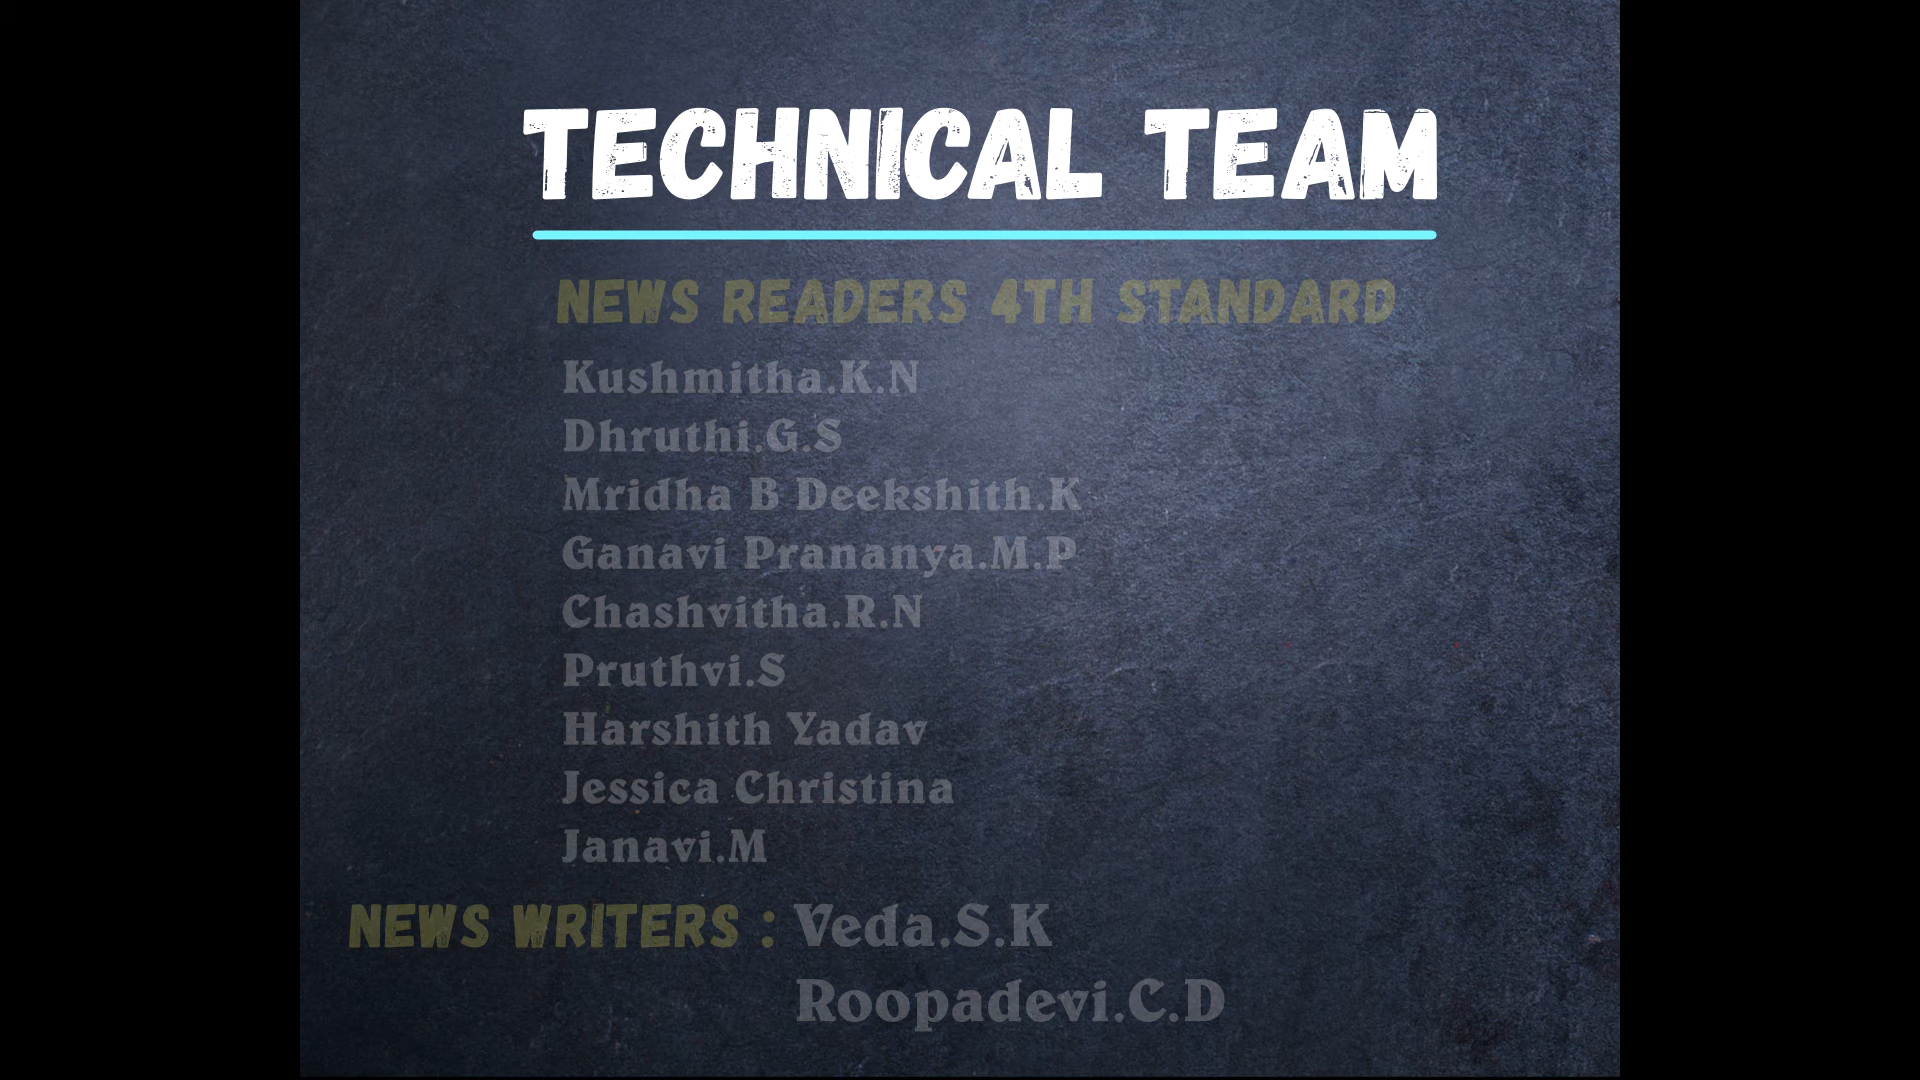 TECHNICAL TEAM
NEWS READERS 4TH STANDARD
Kushmitha.K.N
Dhruthi.G.S
Mridha B Deekshith.K
Ganavi Prananya.M.P
Chashvitha.R.N
Pruthvi.S
Harshith Yadav
Jessica Christina
Janavi.M
NEWS WRITERS : Veda.S.K
Roopadevi.C.D